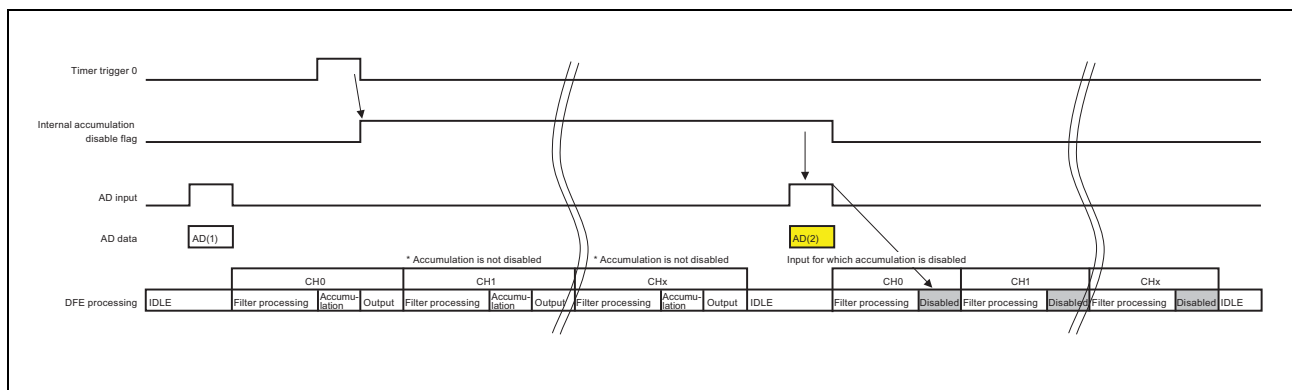 Timer trigger 0
Internal accumulation
disable flag
AD input
AD data
AD(1)
AD(2)
* Accumulation is not disabled
* Accumulation is not disabled
Input for which accumulation is disabled
CH0
CH1
CHx
CH0
CH1
CHx
DFE processing
IDLE
Filter processing
Accumu-
lation
Output
Filter processing
Accumu-
lation
Output
Filter processing
Accumu-
lation
Output
IDLE
Filter processing
Disabled
Filter processing
Disabled
Filter processing
Disabled
IDLE